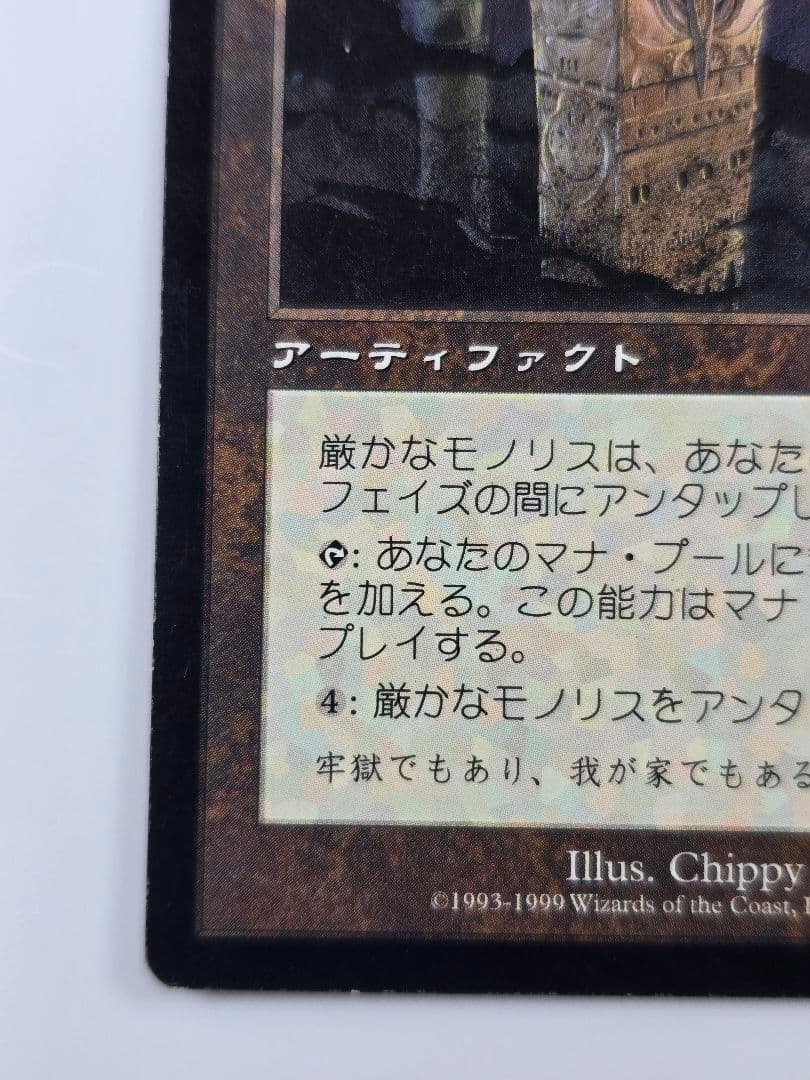 アーティファクト
厳かなモノリスは、あなた
フェイズの間にアンタップし
: あなたのマナ・プールに
を加える。この能力はマナ
プレイする。
4: 厳かなモノリスをアンタ
牢獄でもあり、我が家でもある
Illus. Chippy
©1993-1999 Wizards of the Coast,